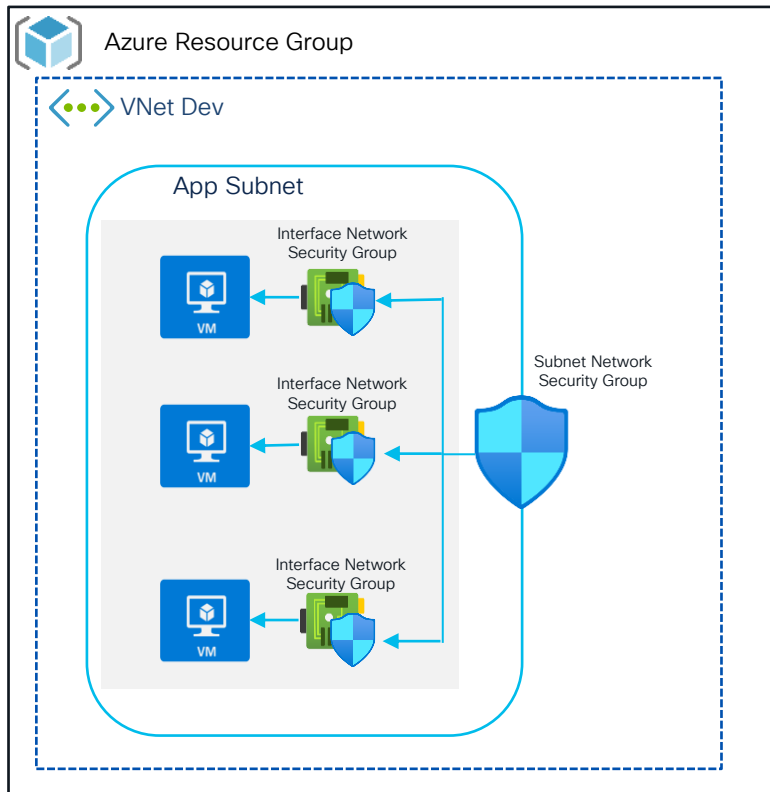 Azure Resource Group
VNet Dev
App Subnet
Interface Network
Security Group
VM
Subnet Network
Security Group
Interface Network
Security Group
VM
Interface Network
Security Group
VM